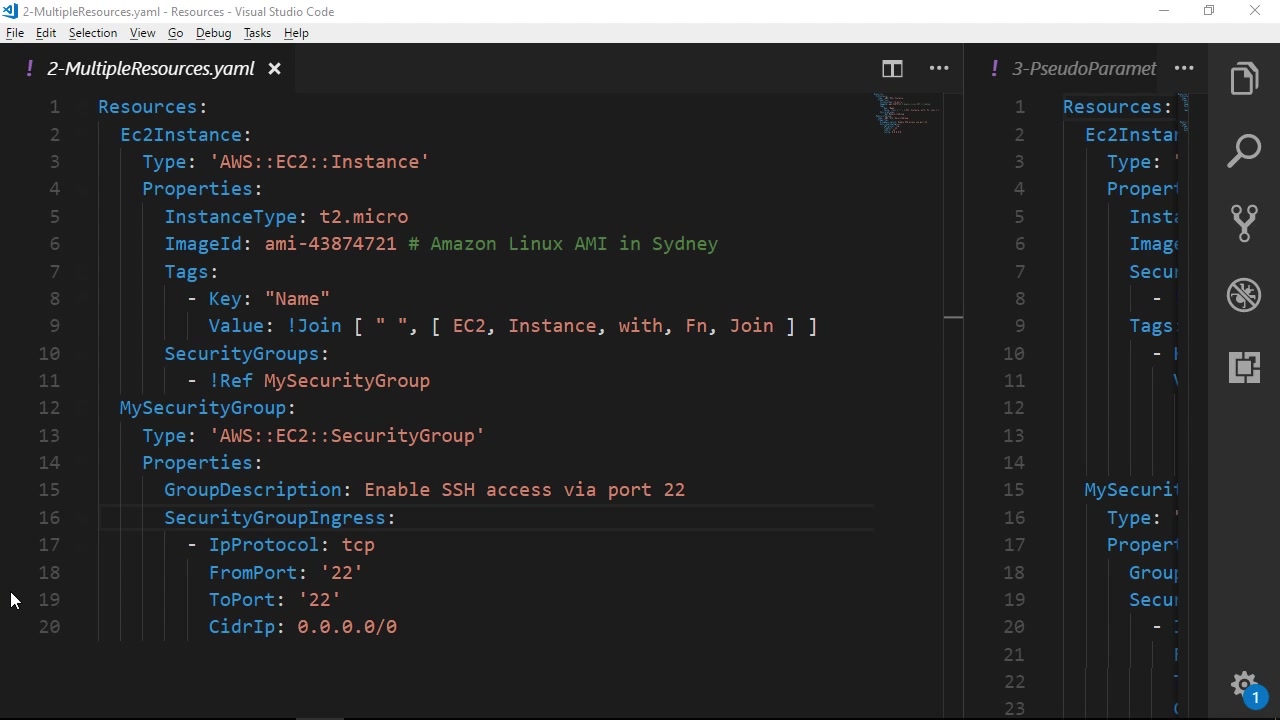 2-MultipleResources.yaml - Resources - Visual Studio Code
File Edit Selection View Go Debug Tasks Help
! 2-MultipleResources.yaml
1 Resources:
2 Ec2Instance:
3 Type: 'AWS::EC2::Instance'
4 Properties:
5 InstanceType: t2.micro
6 ImageId: ami-43874721 # Amazon Linux AMI in Sydney
7 Tags:
8 - Key: "Name"
9 Value: !Join [ " ", [ EC2, Instance, with, Fn, Join ] ]
10 SecurityGroups:
11 - !Ref MySecurityGroup
12 MySecurityGroup:
13 Type: 'AWS::EC2::SecurityGroup'
14 Properties:
15 GroupDescription: Enable SSH access via port 22
16 SecurityGroupIngress:
17 - IpProtocol: tcp
18 FromPort: '22'
19 ToPort: '22'
20 CidrIp: 0.0.0.0/0
! 3-PseudoParamet
1 Resources:
2 Ec2Instan
3 Type: '
4 Propert
5 Insta
6 Image
7 Secur
8 -
9 Tags:
10 -
11
12
13
14
15 MySecurit
16 Type: '
17 Propert
18 Group
19 Secur
20 -
21
22
23
1